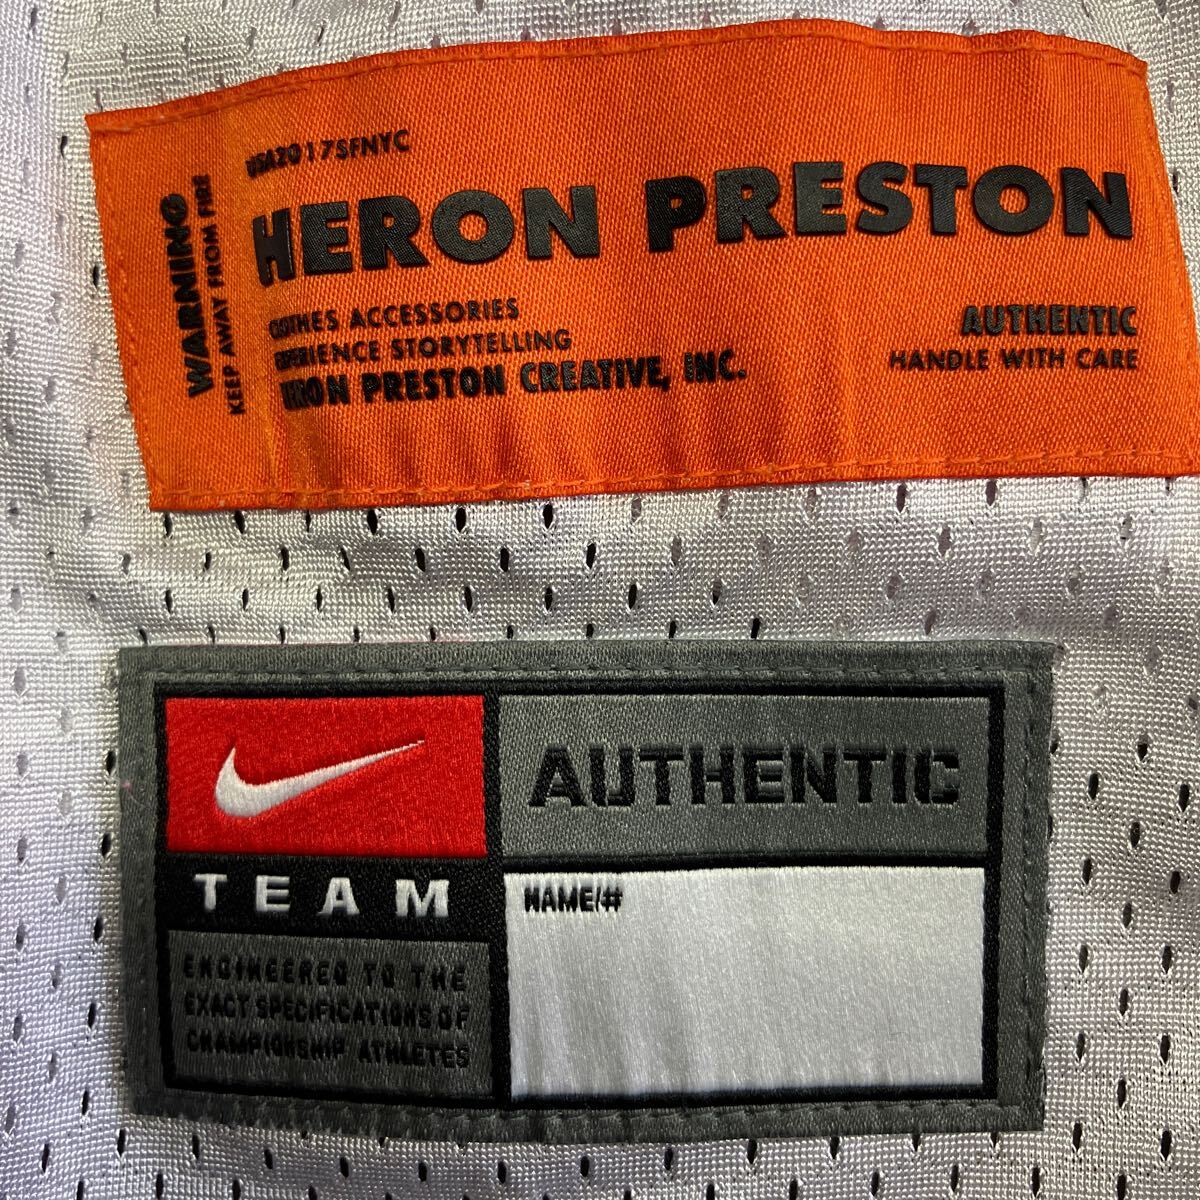 USA2017SFNYC
HERON PRESTON
WARNING
KEEP AWAY FROM FIRE
CLOTHES ACCESSORIES
EXPERIENCE STORYTELLING
HERON PRESTON CREATIVE, INC.
AUTHENTIC
HANDLE WITH CARE
AUTHENTIC
TEAM
NAME/#
ENGINEERED TO THE
EXACT SPECIFICATIONS OF
CHAMPIONSHIP ATHLETES